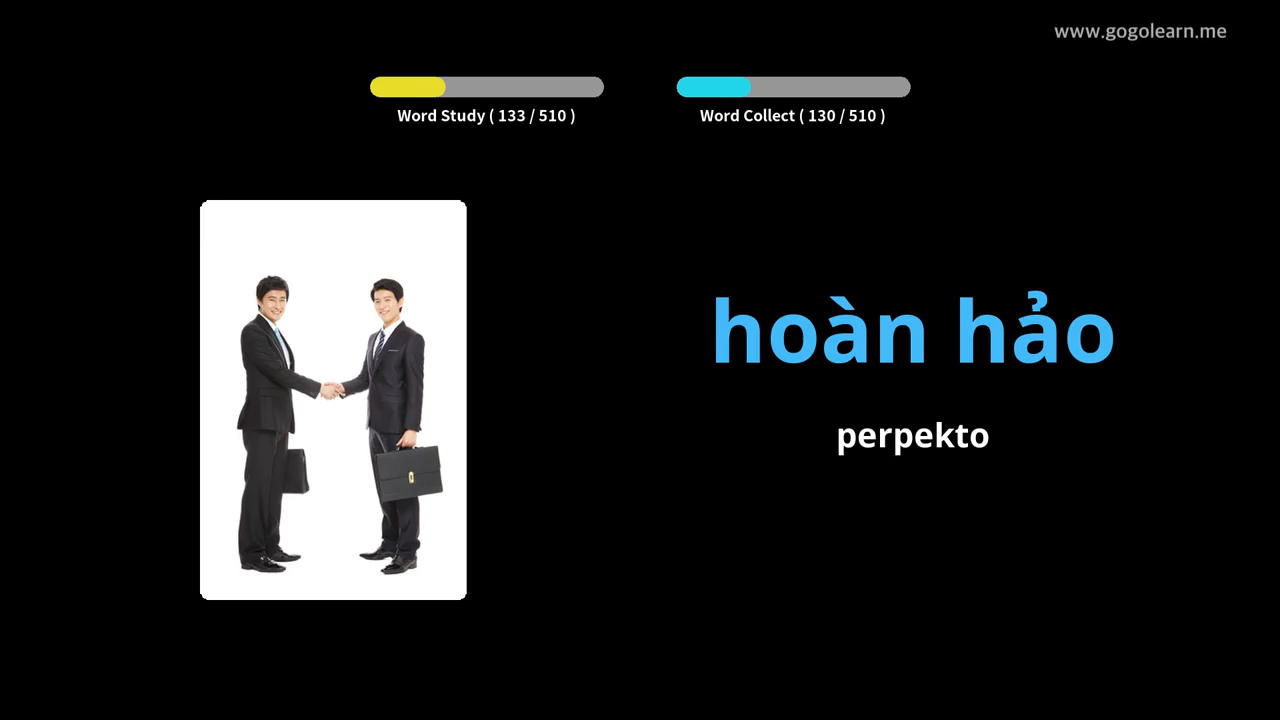 www.gogolearn.me
Word Study ( 133 / 510 )
Word Collect ( 130 / 510 )
hoàn hảo
perpekto